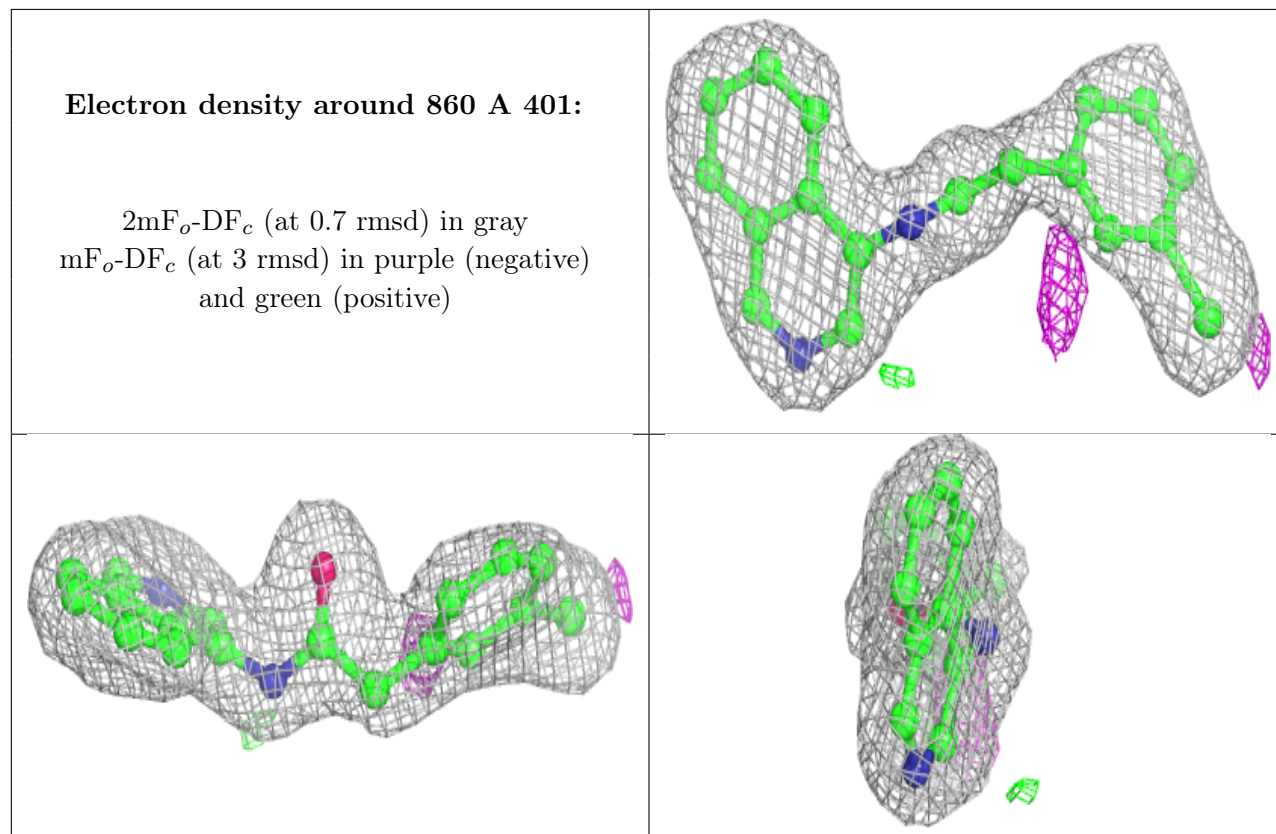 Electron density around 860 A 401:
2mFₒ-DF𝒸 (at 0.7 rmsd) in gray
mFₒ-DF𝒸 (at 3 rmsd) in purple (negative)
and green (positive)